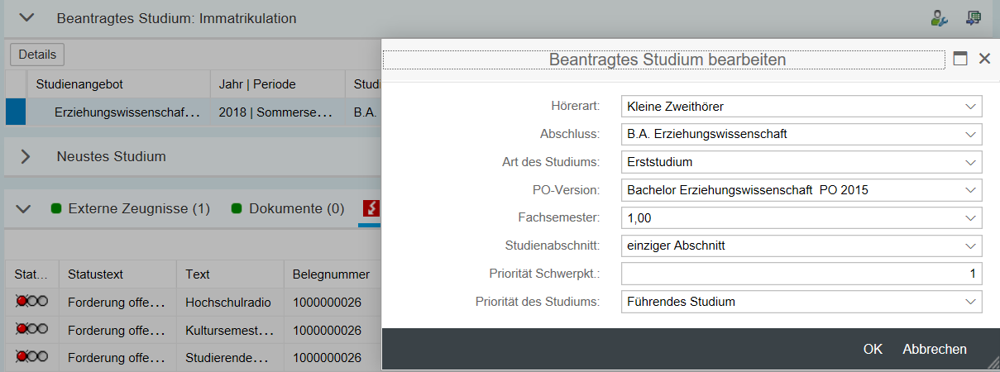 Beantragtes Studium: Immatrikulation
Details
Studienangebot Jahr | Periode Studi
Erziehungswissenschaf... 2018 | Sommerse... B.A.
Neustes Studium
Externe Zeugnisse (1) Dokumente (0)
Stat... Statustext Text Belegnummer
Forderung offe... Hochschulradio 1000000026
Forderung offe... Kultursemest... 1000000026
Forderung offe... Studierende... 1000000026
Beantragtes Studium bearbeiten
Hörerart: Kleine Zweithörer
Abschluss: B.A. Erziehungswissenschaft
Art des Studiums: Erststudium
PO-Version: Bachelor Erziehungswissenschaft PO 2015
Fachsemester: 1,00
Studienabschnitt: einziger Abschnitt
Priorität Schwerpkt.: 1
Priorität des Studiums: Führendes Studium
OK Abbrechen